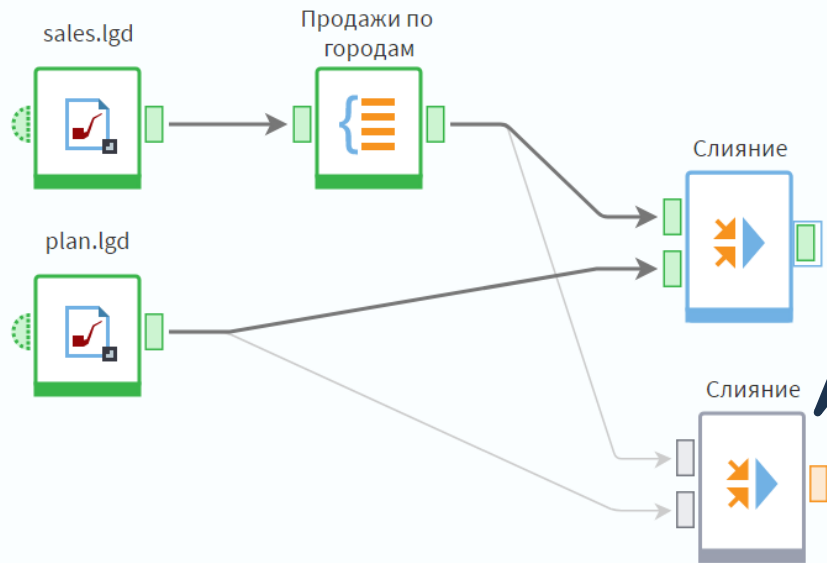 sales.lgd
Продажи по
городам
Слияние
plan.lgd
Слияние